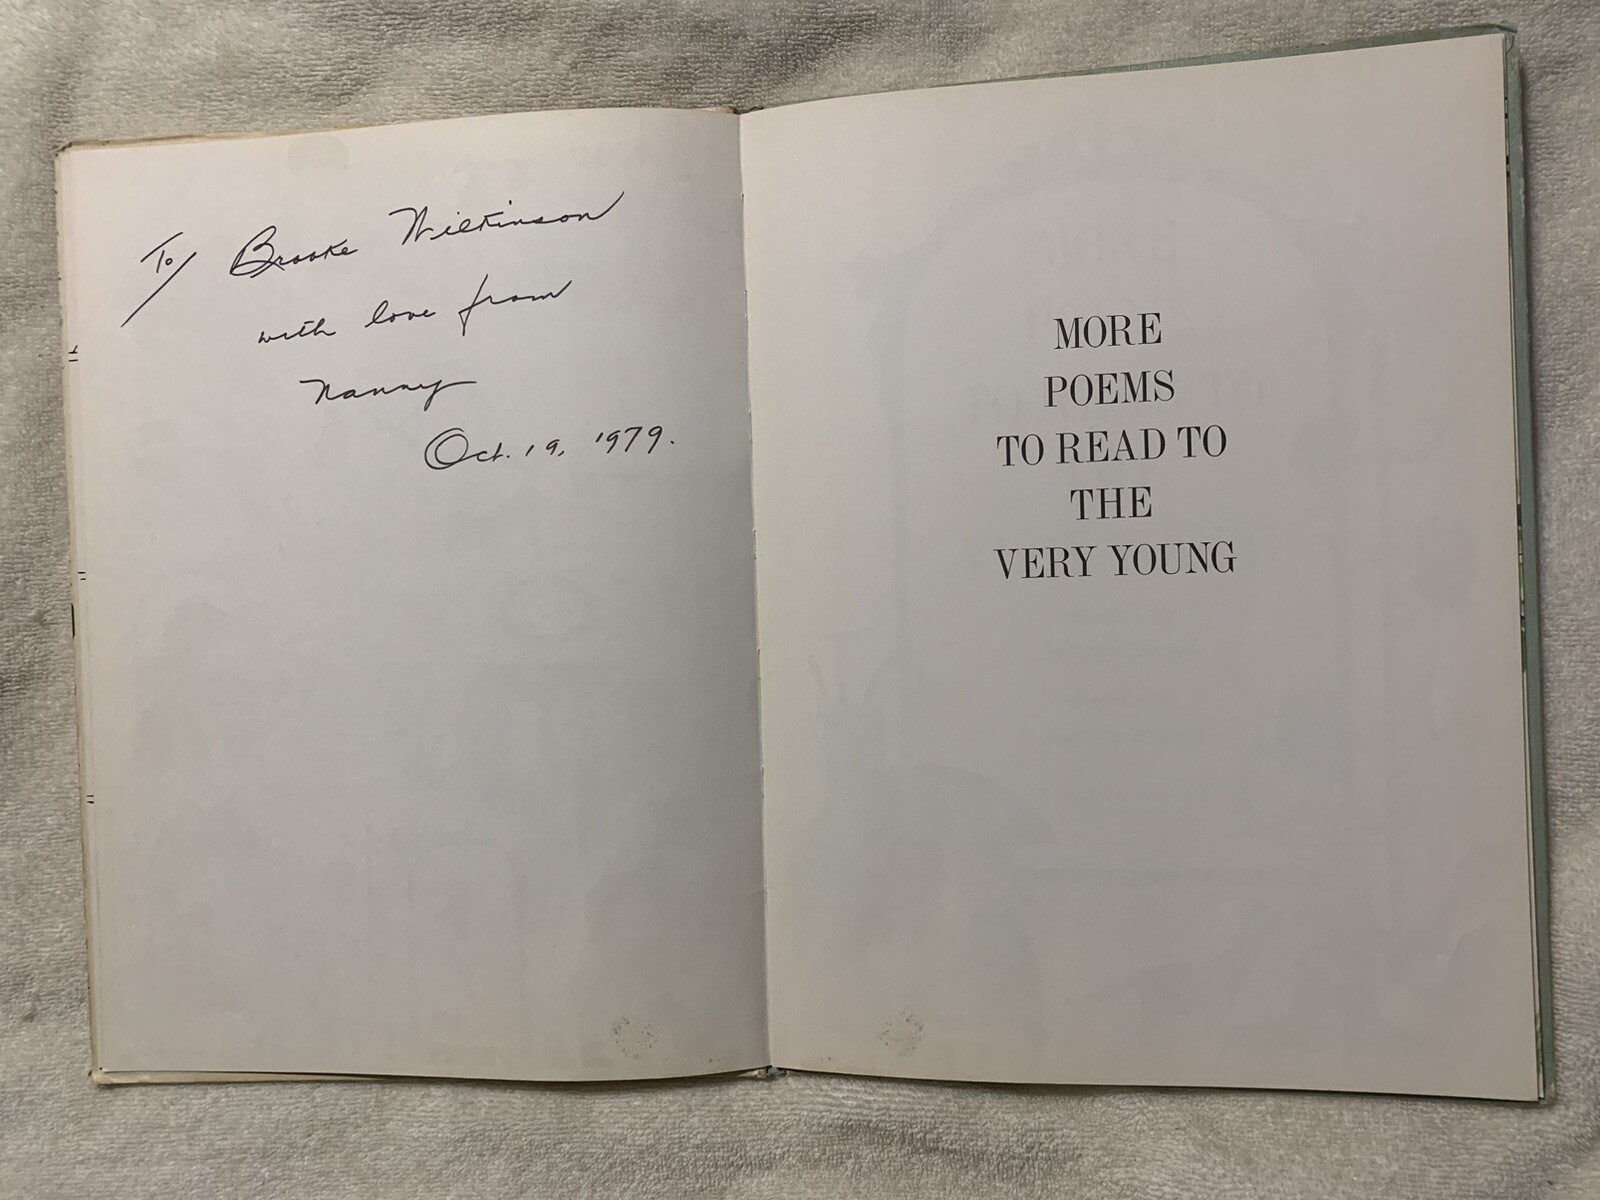 To/ Brooke Wilkinson
with love from
Nanny
Oct. 19, 1979.
MORE
POEMS
TO READ TO
THE
VERY YOUNG